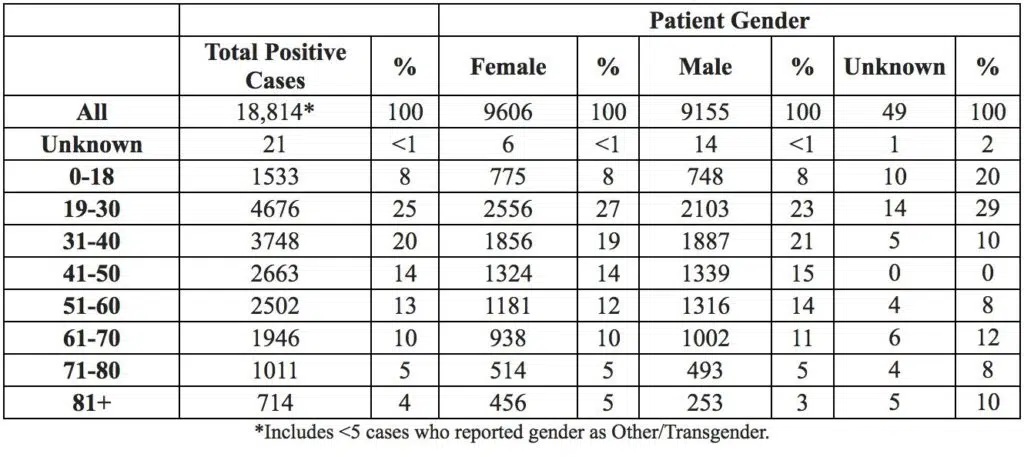 Patient Gender
Total Positive Cases % Female % Male % Unknown %
All 18,814* 100 9606 100 9155 100 49 100
Unknown 21 <1 6 <1 14 <1 1 2
0-18 1533 8 775 8 748 8 10 20
19-30 4676 25 2556 27 2103 23 14 29
31-40 3748 20 1856 19 1887 21 5 10
41-50 2663 14 1324 14 1339 15 0 0
51-60 2502 13 1181 12 1316 14 4 8
61-70 1946 10 938 10 1002 11 6 12
71-80 1011 5 514 5 493 5 4 8
81+ 714 4 456 5 253 3 5 10
*Includes <5 cases who reported gender as Other/Transgender.